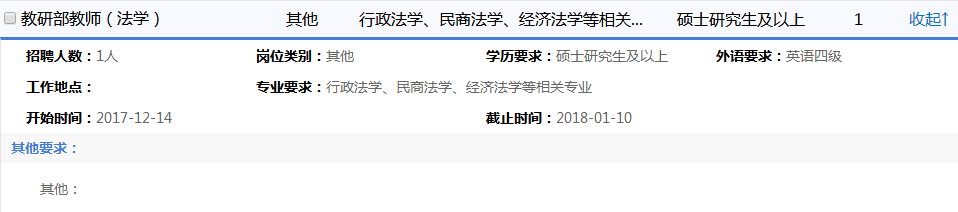 教研部教师（法学） 其他 行政法学、民商法学、经济法学等相关... 硕士研究生及以上 1 收起↑
招聘人数：1人 岗位类别：其他 学历要求：硕士研究生及以上 外语要求：英语四级
工作地点： 专业要求：行政法学、民商法学、经济法学等相关专业
开始时间：2017-12-14 截止时间：2018-01-10
其他要求：
其他：